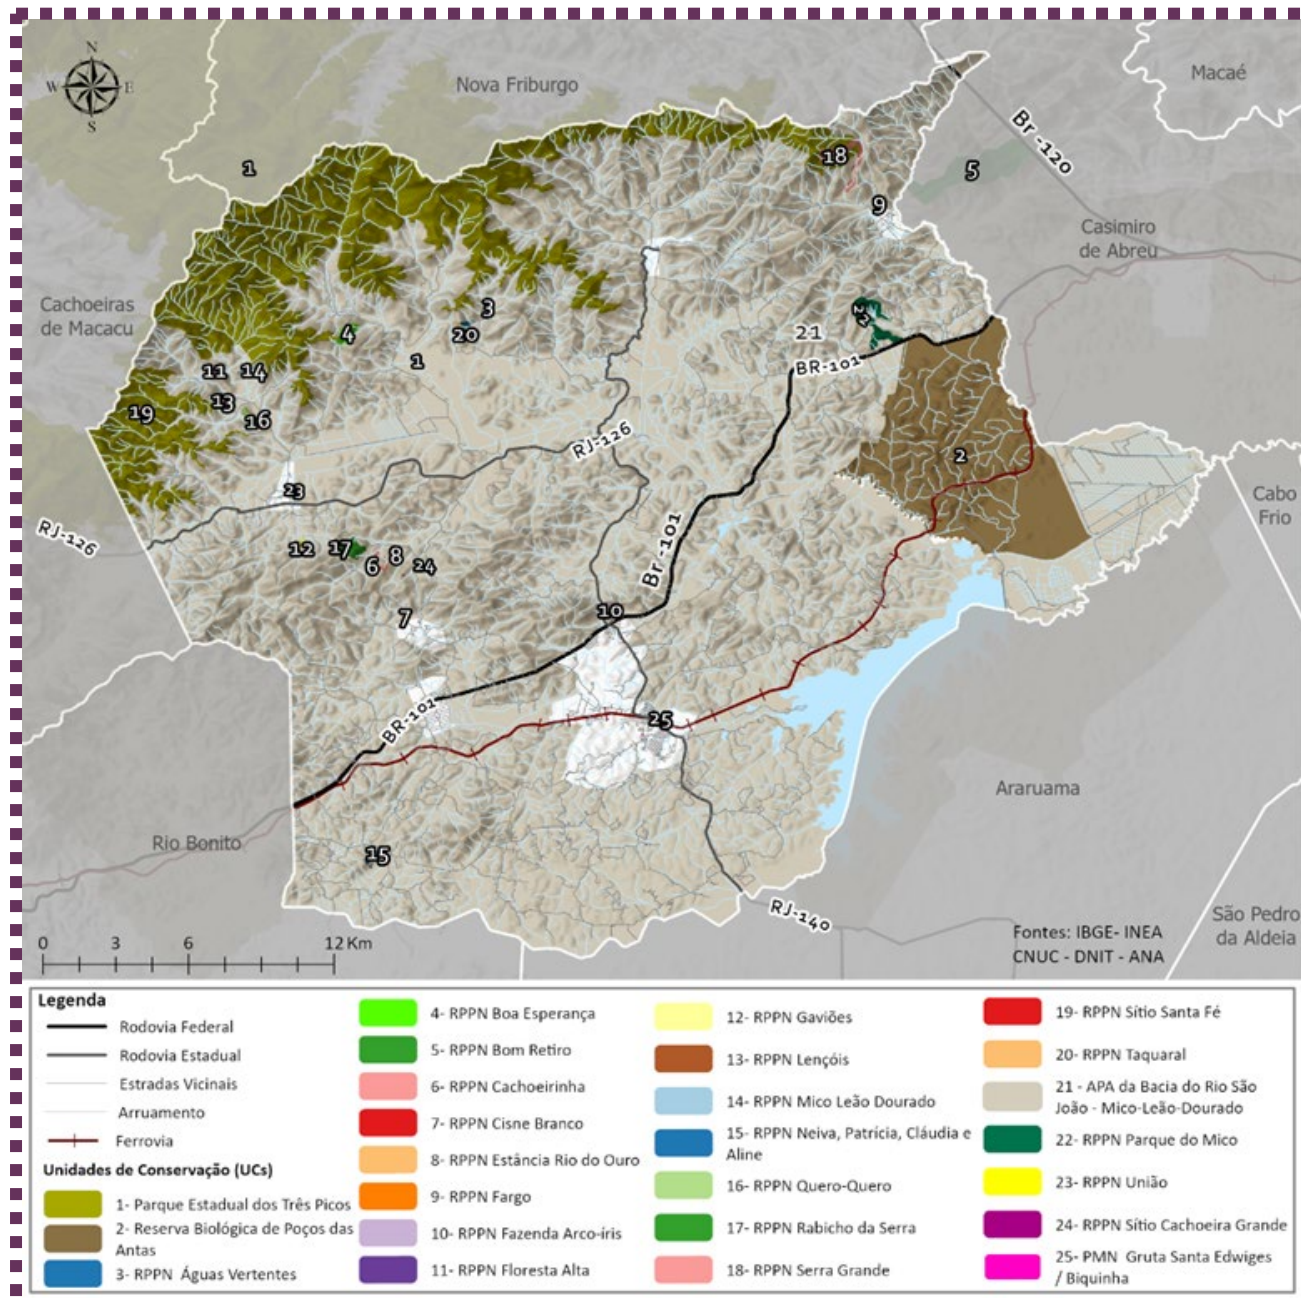 N
W
E
S
Nova Friburgo
Macaé
Br -120
1
18
5
9
Casimiro
de Abreu
Cachoeiras
de Macacu
3
4
20
21
22
BR-101
1
11
14
13
19
16
RJ-126
2
23
Cabo
Frio
RJ-126
Br -101
12
17
8
6
24
7
10
BR-101
25
Araruama
Rio Bonito
15
RJ-140
São Pedro
da Aldeia
Fontes: IBGE- INEA
CNUC - DNIT - ANA
0 3 6 12 Km
Legenda
Rodovia Federal
Rodovia Estadual
Estradas Vicinais
Arruamento
Ferrovia
Unidades de Conservação (UCs)
1- Parque Estadual dos Três Picos
2- Reserva Biológica de Poços das
Antas
3- RPPN Águas Vertentes
4- RPPN Boa Esperança
5- RPPN Bom Retiro
6- RPPN Cachoeirinha
7- RPPN Cisne Branco
8- RPPN Estância Rio do Ouro
9- RPPN Fargo
10- RPPN Fazenda Arco-íris
11- RPPN Floresta Alta
12- RPPN Gaviões
13- RPPN Lençóis
14- RPPN Mico Leão Dourado
15- RPPN Neiva, Patrícia, Cláudia e
Aline
16- RPPN Quero-Quero
17- RPPN Rabicho da Serra
18- RPPN Serra Grande
19- RPPN Sítio Santa Fé
20- RPPN Taquaral
21 - APA da Bacia do Rio São
João - Mico-Leão-Dourado
22- RPPN Parque do Mico
23- RPPN União
24- RPPN Sítio Cachoeira Grande
25- PMN Gruta Santa Edwiges
/ Biquinha